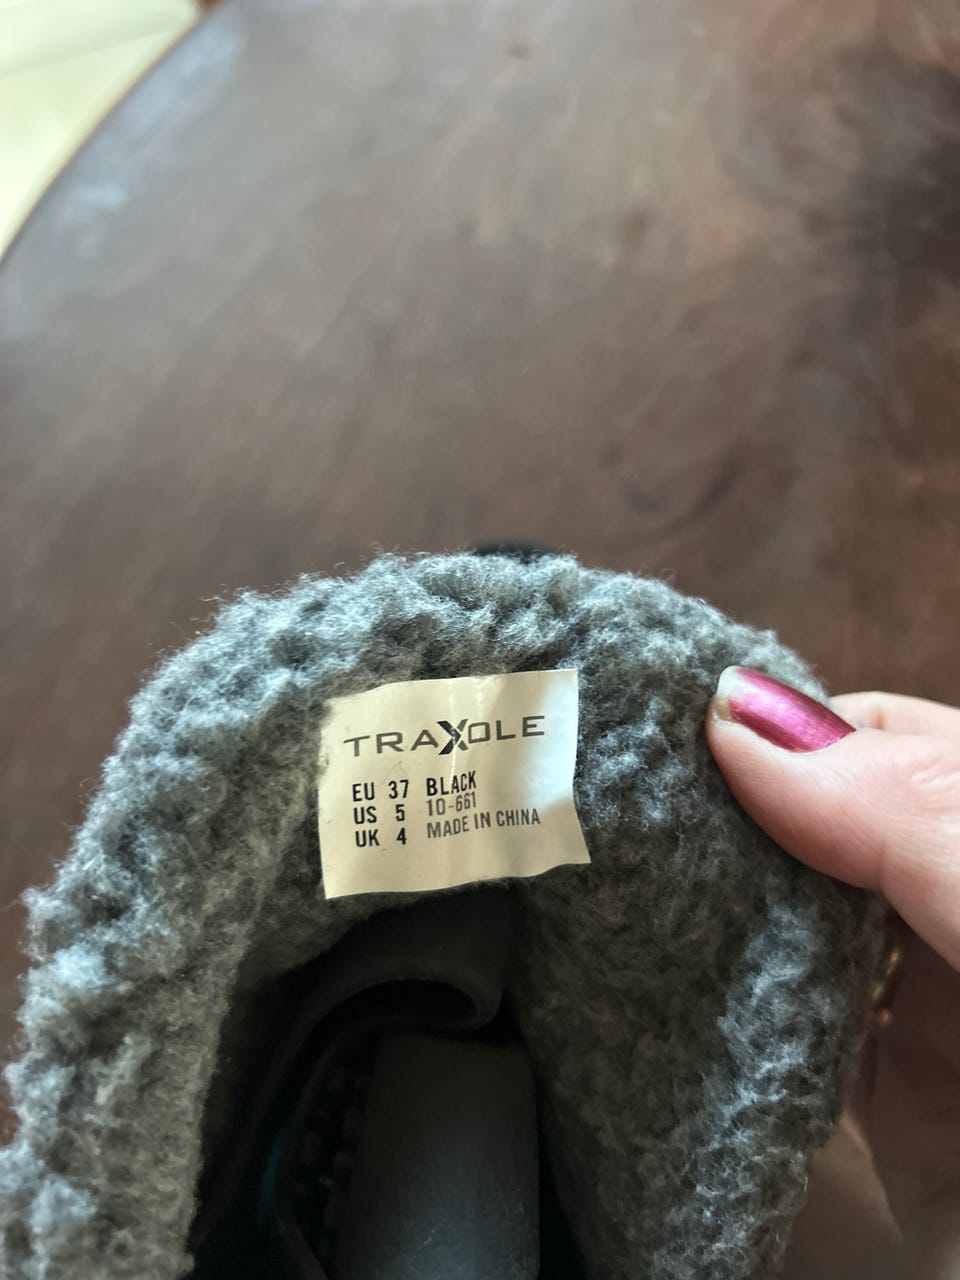 TRAXOLE
EU 37 BLACK
US 5 10-661
UK 4 MADE IN CHINA